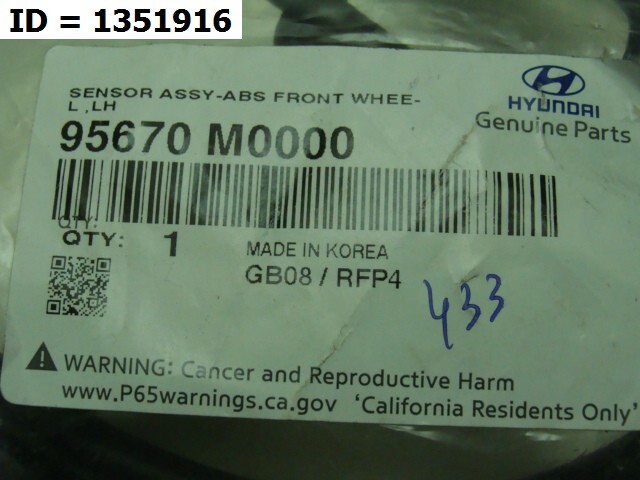 ID = 1351916
SENSOR ASSY-ABS FRONT WHEE-
L ,LH
HYUNDAI
Genuine Parts
95670 M0000
QTY:
QTY: 1
MADE IN KOREA
GB08 / RFP4
433
WARNING: Cancer and Reproductive Harm
www.P65warnings.ca.gov 'California Residents Only'